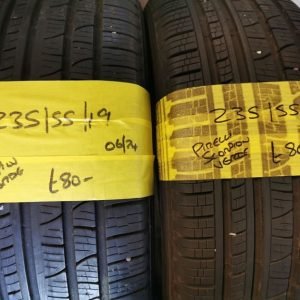 235/55/19
06/24
£80-
235/55
PIRELLI
SCORPION
VERDE
£80